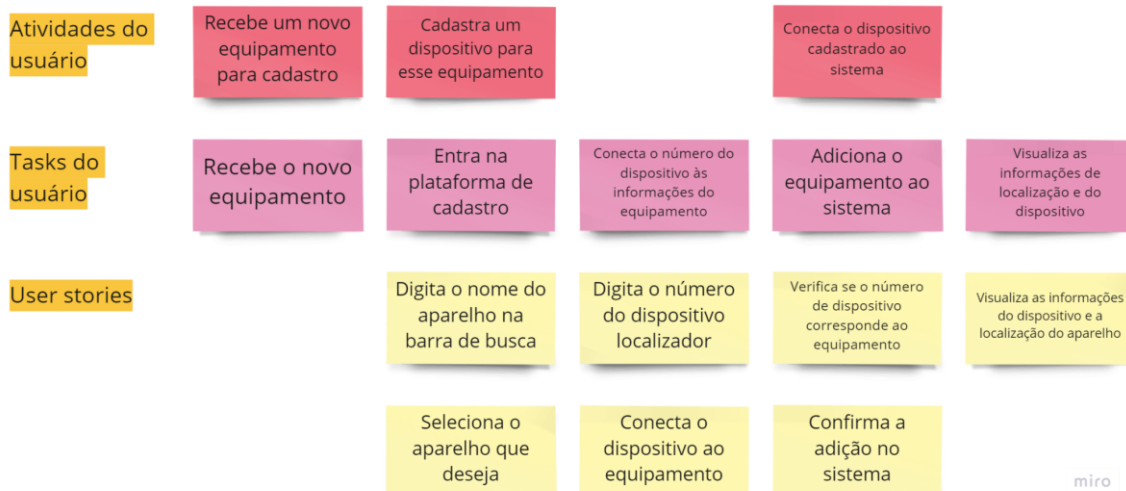 Atividades do
usuário
Recebe um novo
equipamento
para cadastro
Cadastra um
dispositivo para
esse equipamento
Conecta o dispositivo
cadastrado ao
sistema
Tasks do
usuário
Recebe o novo
equipamento
Entra na
plataforma de
cadastro
Conecta o número do
dispositivo às
informações do
equipamento
Adiciona o
equipamento ao
sistema
Visualiza as
informações de
localização e do
dispositivo
User stories
Digita o nome do
aparelho na
barra de busca
Digita o número
do dispositivo
localizador
Verifica se o número
de dispositivo
corresponde ao
equipamento
Visualiza as informações
do dispositivo e a
localização do aparelho
Seleciona o
aparelho que
deseja
Conecta o
dispositivo ao
equipamento
Confirma a
adição no
sistema
miro